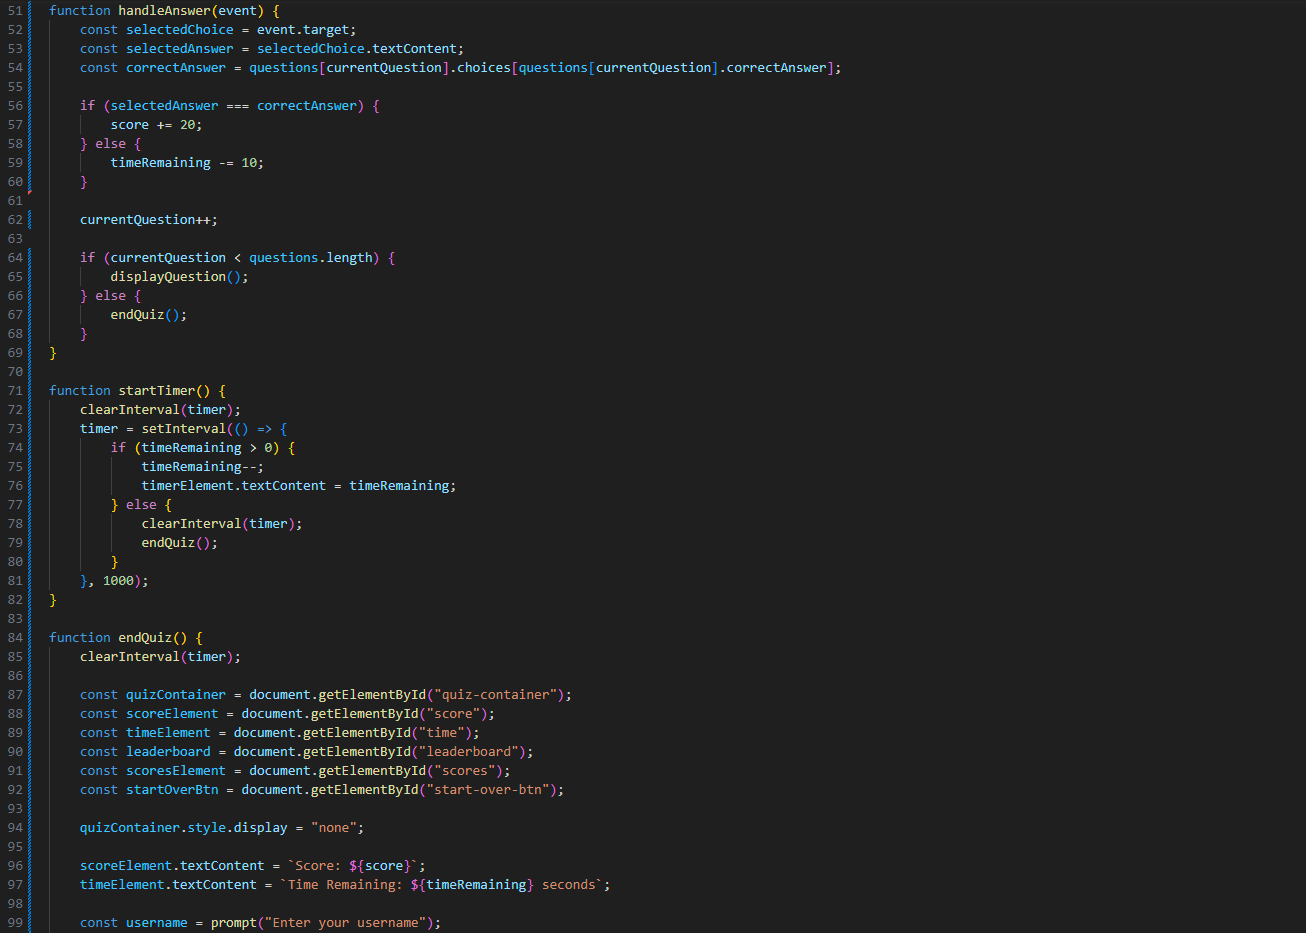 51 function handleAnswer(event) {
52     const selectedChoice = event.target;
53     const selectedAnswer = selectedChoice.textContent;
54     const correctAnswer = questions[currentQuestion].choices[questions[currentQuestion].correctAnswer];
55
56     if (selectedAnswer === correctAnswer) {
57         score += 20;
58     } else {
59         timeRemaining -= 10;
60     }
61
62     currentQuestion++;
63
64     if (currentQuestion < questions.length) {
65         displayQuestion();
66     } else {
67         endQuiz();
68     }
69 }
70
71 function startTimer() {
72     clearInterval(timer);
73     timer = setInterval(() => {
74         if (timeRemaining > 0) {
75             timeRemaining--;
76             timerElement.textContent = timeRemaining;
77         } else {
78             clearInterval(timer);
79             endQuiz();
80         }
81     }, 1000);
82 }
83
84 function endQuiz() {
85     clearInterval(timer);
86
87     const quizContainer = document.getElementById("quiz-container");
88     const scoreElement = document.getElementById("score");
89     const timeElement = document.getElementById("time");
90     const leaderboard = document.getElementById("leaderboard");
91     const scoresElement = document.getElementById("scores");
92     const startOverBtn = document.getElementById("start-over-btn");
93
94     quizContainer.style.display = "none";
95
96     scoreElement.textContent = `Score: ${score}`;
97     timeElement.textContent = `Time Remaining: ${timeRemaining} seconds`;
98
99     const username = prompt("Enter your username");